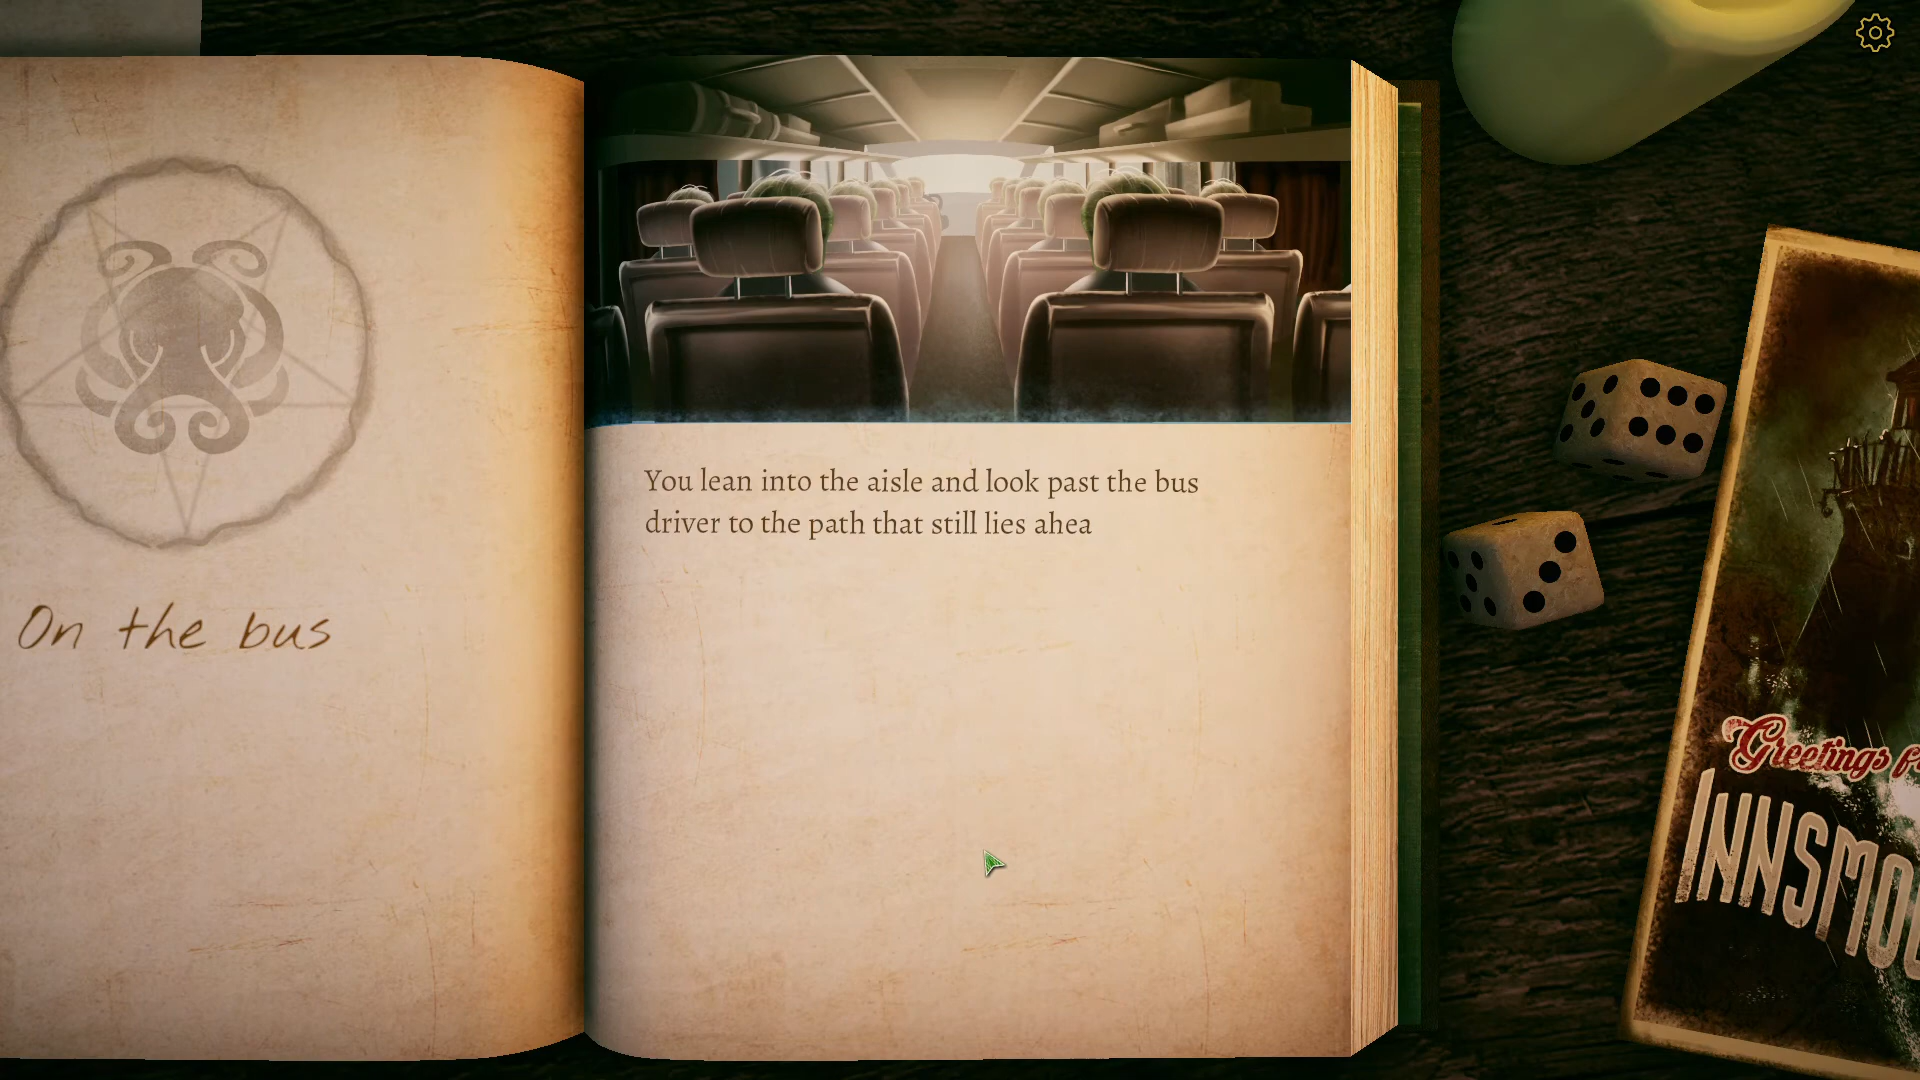 On the bus
You lean into the aisle and look past the bus
driver to the path that still lies ahea
Greetings